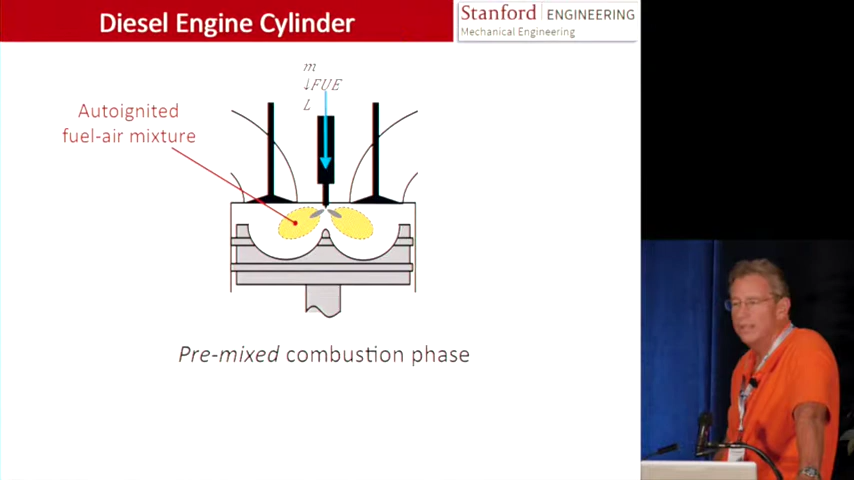 Diesel Engine Cylinder
Stanford ENGINEERING
Mechanical Engineering
m
↓FUE
L
Autoignited
fuel-air mixture
Pre-mixed combustion phase